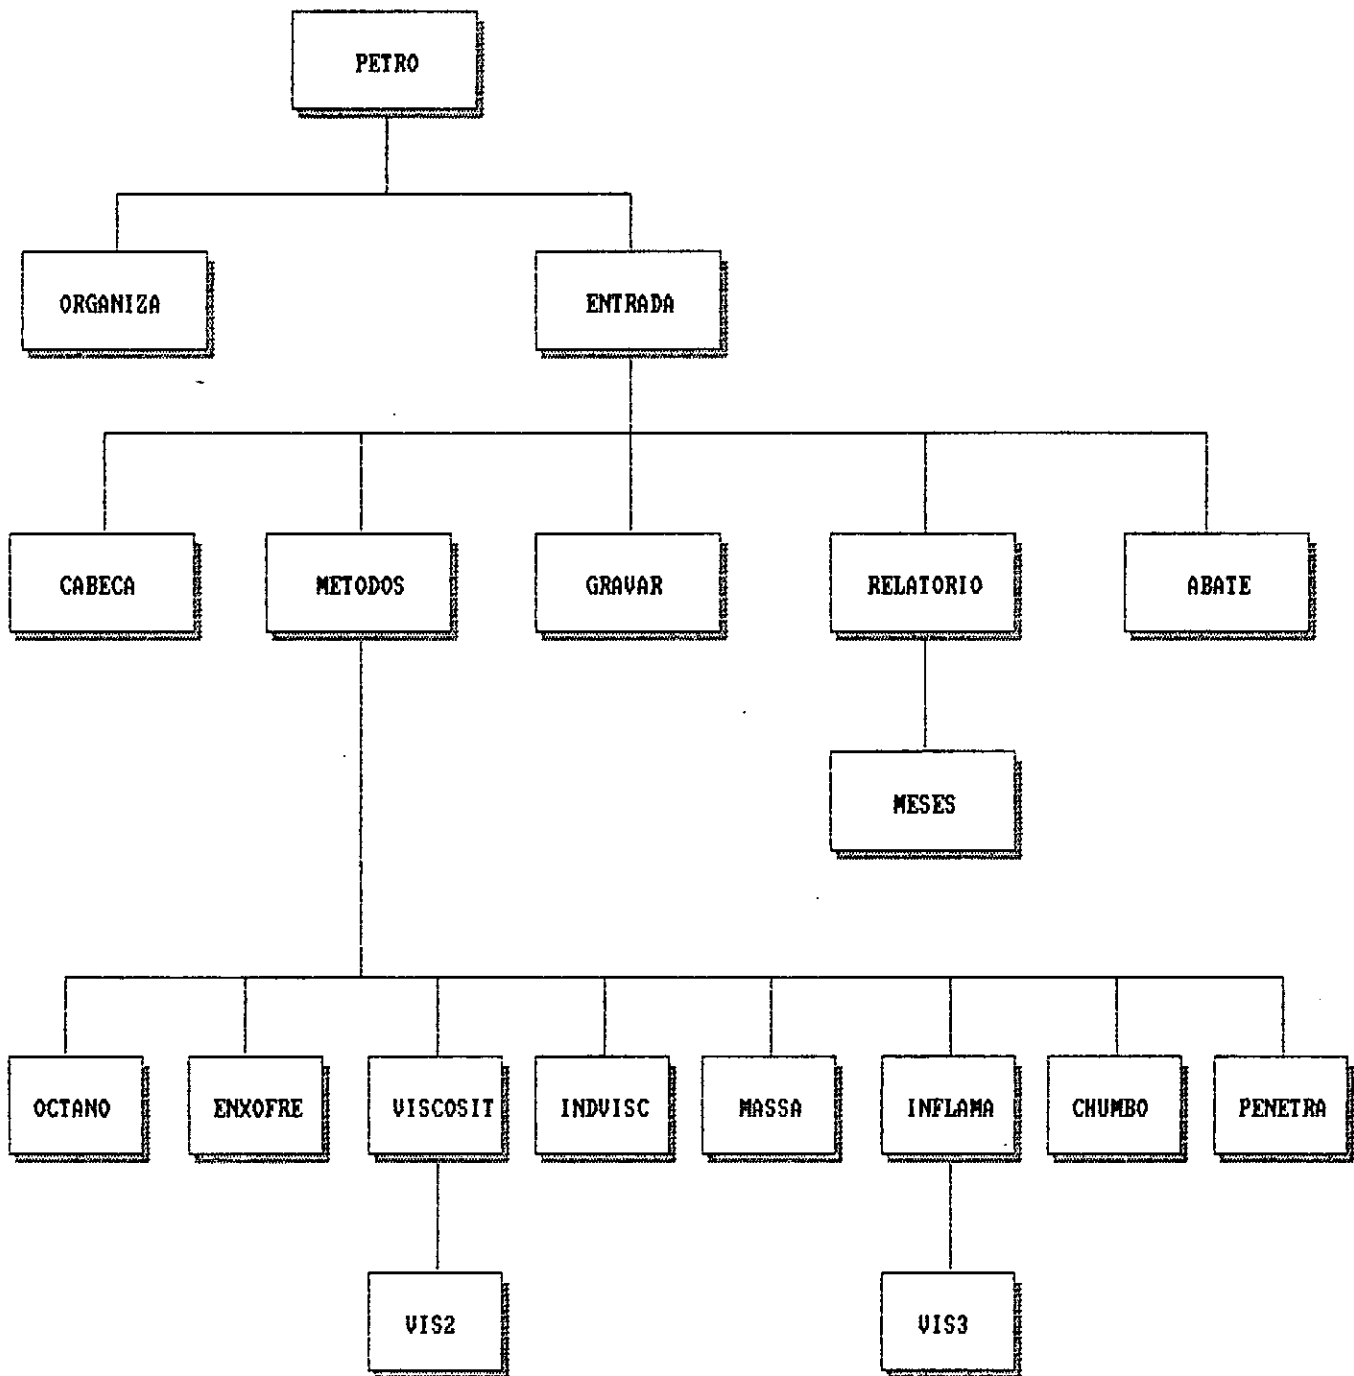 PETRO
ORGANIZA
ENTRADA
CABECA
METODOS
GRAVAR
RELATORIO
ABATE
MESES
OCTANO
ENXOFRE
VISCOSIT
INDVISC
MASSA
INFLAMA
CHUMBO
PENETRA
VIS2
VIS3